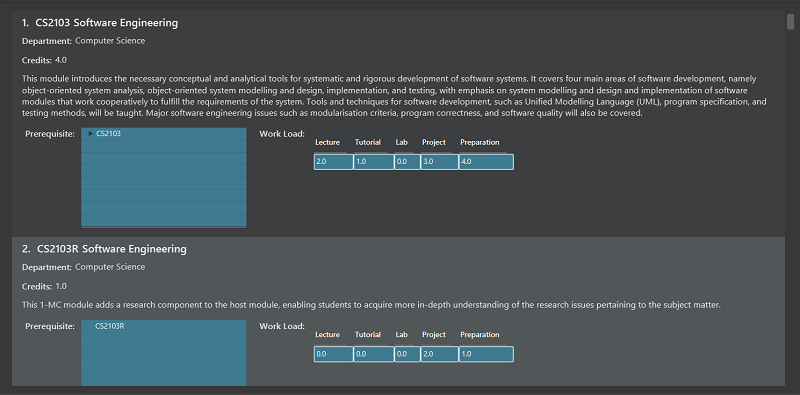 1. CS2103 Software Engineering
Department: Computer Science
Credits: 4.0
This module introduces the necessary conceptual and analytical tools for systematic and rigorous development of software systems. It covers four main areas of software development, namely
object-oriented system analysis, object-oriented system modelling and design, implementation, and testing, with emphasis on system modelling and design and implementation of software
modules that work cooperatively to fulfill the requirements of the system. Tools and techniques for software development, such as Unified Modelling Language (UML), program specification, and
testing methods, will be taught. Major software engineering issues such as modularisation criteria, program correctness, and software quality will also be covered.
Prerequisite: CS2103 Work Load:
Lecture Tutorial Lab Project Preparation
2.0 1.0 0.0 3.0 4.0
2. CS2103R Software Engineering
Department: Computer Science
Credits: 1.0
This 1-MC module adds a research component to the host module, enabling students to acquire more in-depth understanding of the research issues pertaining to the subject matter.
Prerequisite: CS2103R Work Load:
Lecture Tutorial Lab Project Preparation
0.0 0.0 0.0 2.0 1.0